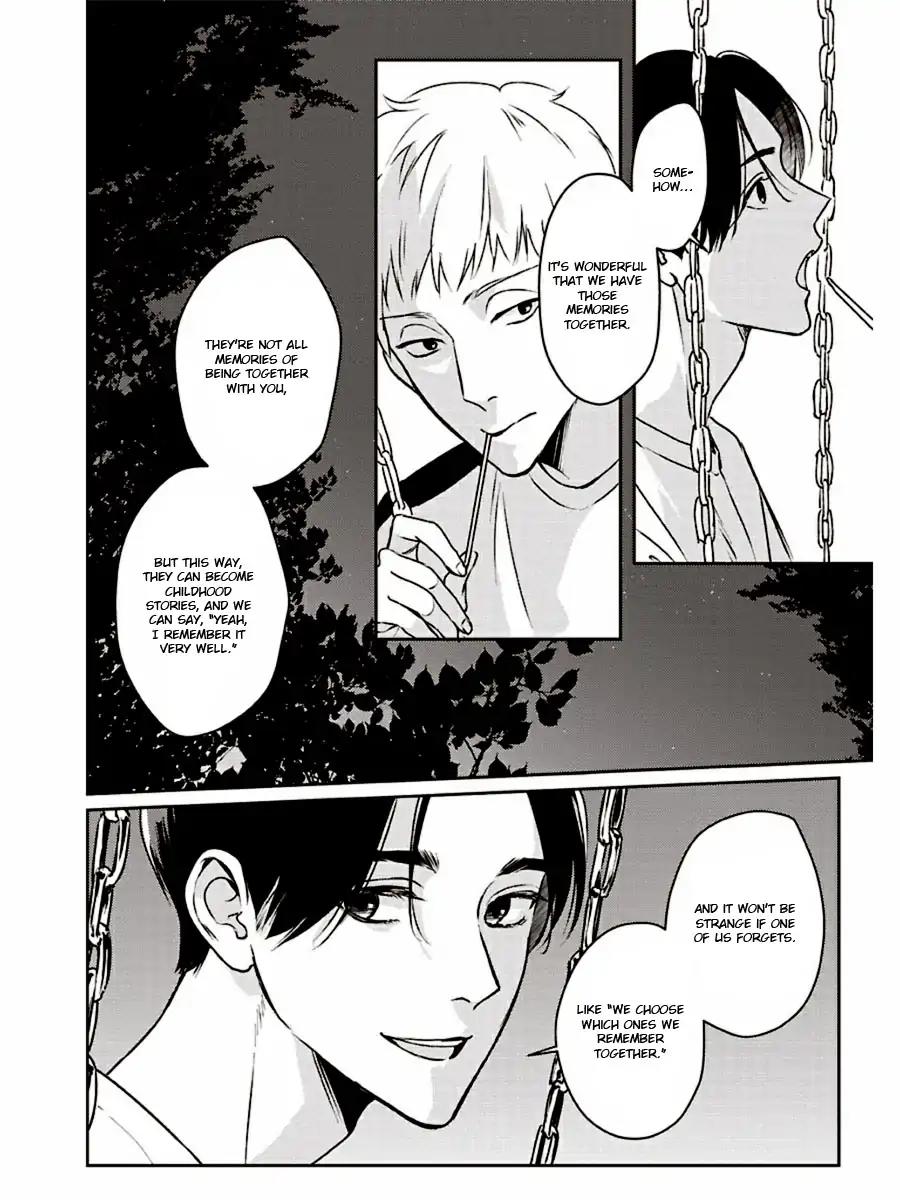 SOME-
HOW...
IT'S WONDERFUL
THAT WE HAVE
THOSE
MEMORIES
TOGETHER.
THEY'RE NOT ALL
MEMORIES OF
BEING TOGETHER
WITH YOU,
BUT THIS WAY,
THEY CAN BECOME
CHILDHOOD
STORIES, AND WE
CAN SAY, "YEAH,
I REMEMBER IT
VERY WELL."
AND IT WON'T BE
STRANGE IF ONE
OF US FORGETS.
LIKE "WE CHOOSE
WHICH ONES WE
REMEMBER
TOGETHER."